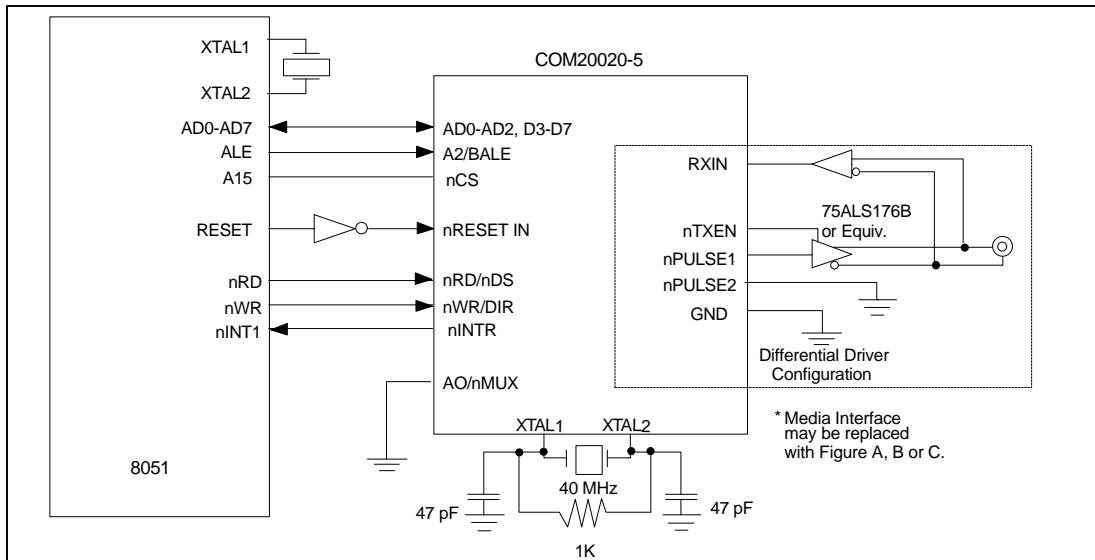 XTAL1
XTAL2
AD0-AD7
ALE
A15
RESET
nRD
nWR
nINT1
8051
COM20020-5
AD0-AD2, D3-D7
A2/BALE
nCS
nRESET IN
nRD/nDS
nWR/DIR
nINTR
AO/nMUX
XTAL1
XTAL2
RXIN
nTXEN
nPULSE1
nPULSE2
GND
75ALS176B
or Equiv.
Differential Driver
Configuration
* Media Interface
may be replaced
with Figure A, B or C.
40 MHz
47 pF
47 pF
1K